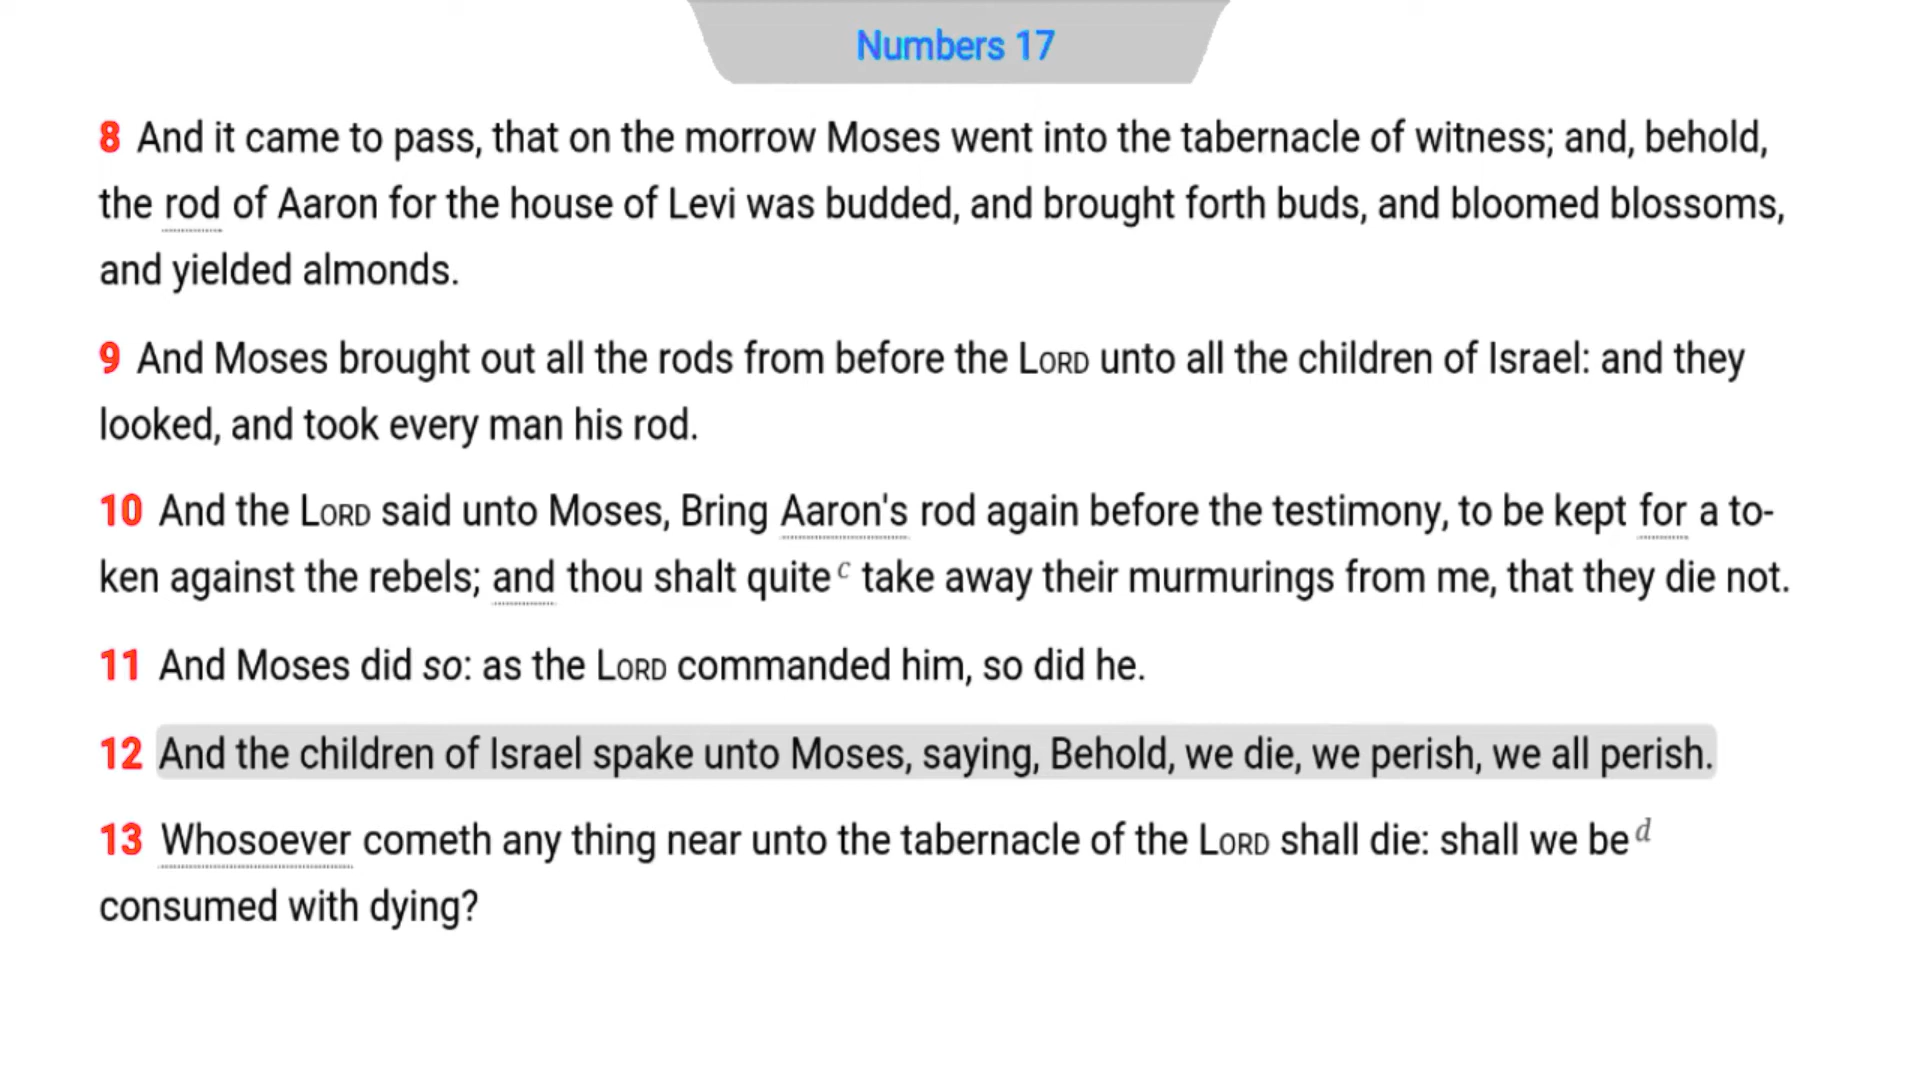 Numbers 17
8 And it came to pass, that on the morrow Moses went into the tabernacle of witness; and, behold,
the rod of Aaron for the house of Levi was budded, and brought forth buds, and bloomed blossoms,
and yielded almonds.
9 And Moses brought out all the rods from before the LORD unto all the children of Israel: and they
looked, and took every man his rod.
10 And the LORD said unto Moses, Bring Aaron's rod again before the testimony, to be kept for a to-
ken against the rebels; and thou shalt quite c take away their murmurings from me, that they die not.
11 And Moses did so: as the LORD commanded him, so did he.
12 And the children of Israel spake unto Moses, saying, Behold, we die, we perish, we all perish.
13 Whosoever cometh any thing near unto the tabernacle of the LORD shall die: shall we be d
consumed with dying?